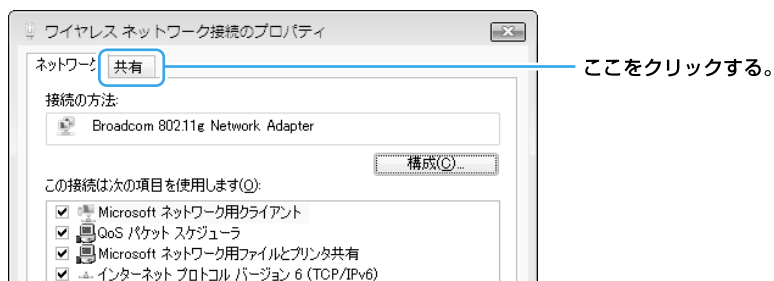 ワイヤレス ネットワーク接続のプロパティ
ネットワーク 共有
ここをクリックする。
接続の方法:
Broadcom 802.11g Network Adapter
構成(C)...
この接続は次の項目を使用します(O):
Microsoft ネットワーク用クライアント
QoS パケット スケジューラ
Microsoft ネットワーク用ファイルとプリンタ共有
インターネット プロトコル バージョン 6 (TCP/IPv6)